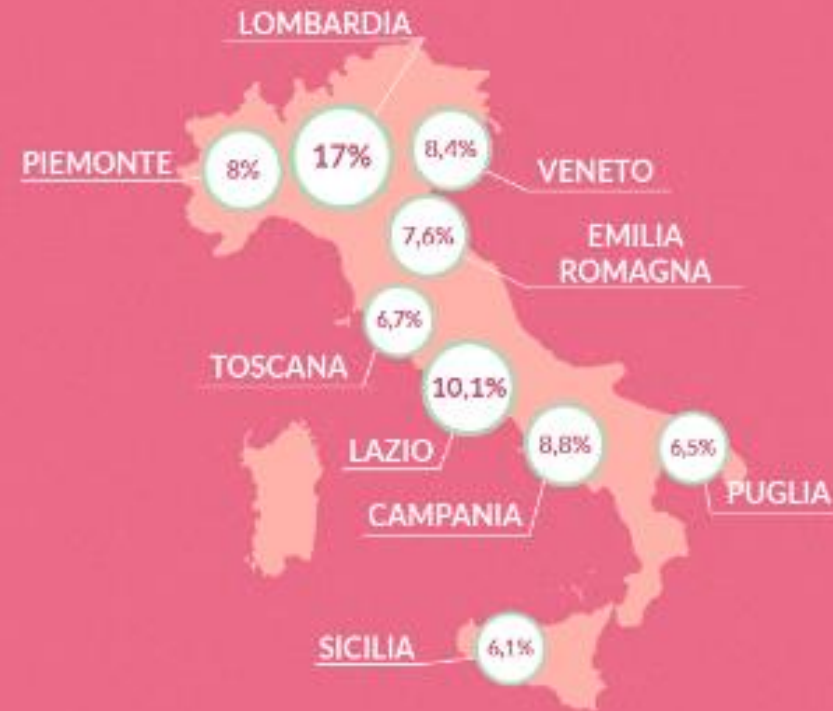 LOMBARDIA
PIEMONTE
8%
17%
8,4%
VENETO
7,6%
EMILIA
ROMAGNA
6,7%
TOSCANA
10,1%
LAZIO
8,8%
CAMPANIA
6,5%
PUGLIA
SICILIA
6,1%